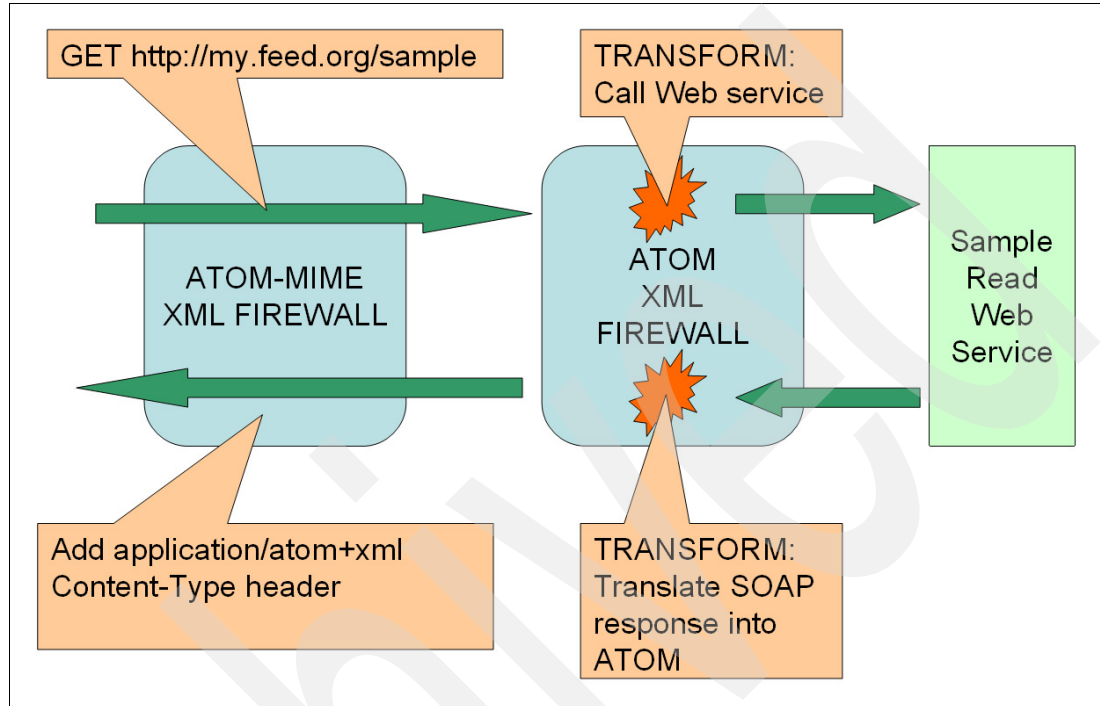 GET http://my.feed.org/sample
TRANSFORM:
Call Web service
ATOM-MIME
XML FIREWALL
ATOM
XML
FIREWALL
Sample
Read
Web
Service
Add application/atom+xml
Content-Type header
TRANSFORM:
Translate SOAP
response into
ATOM